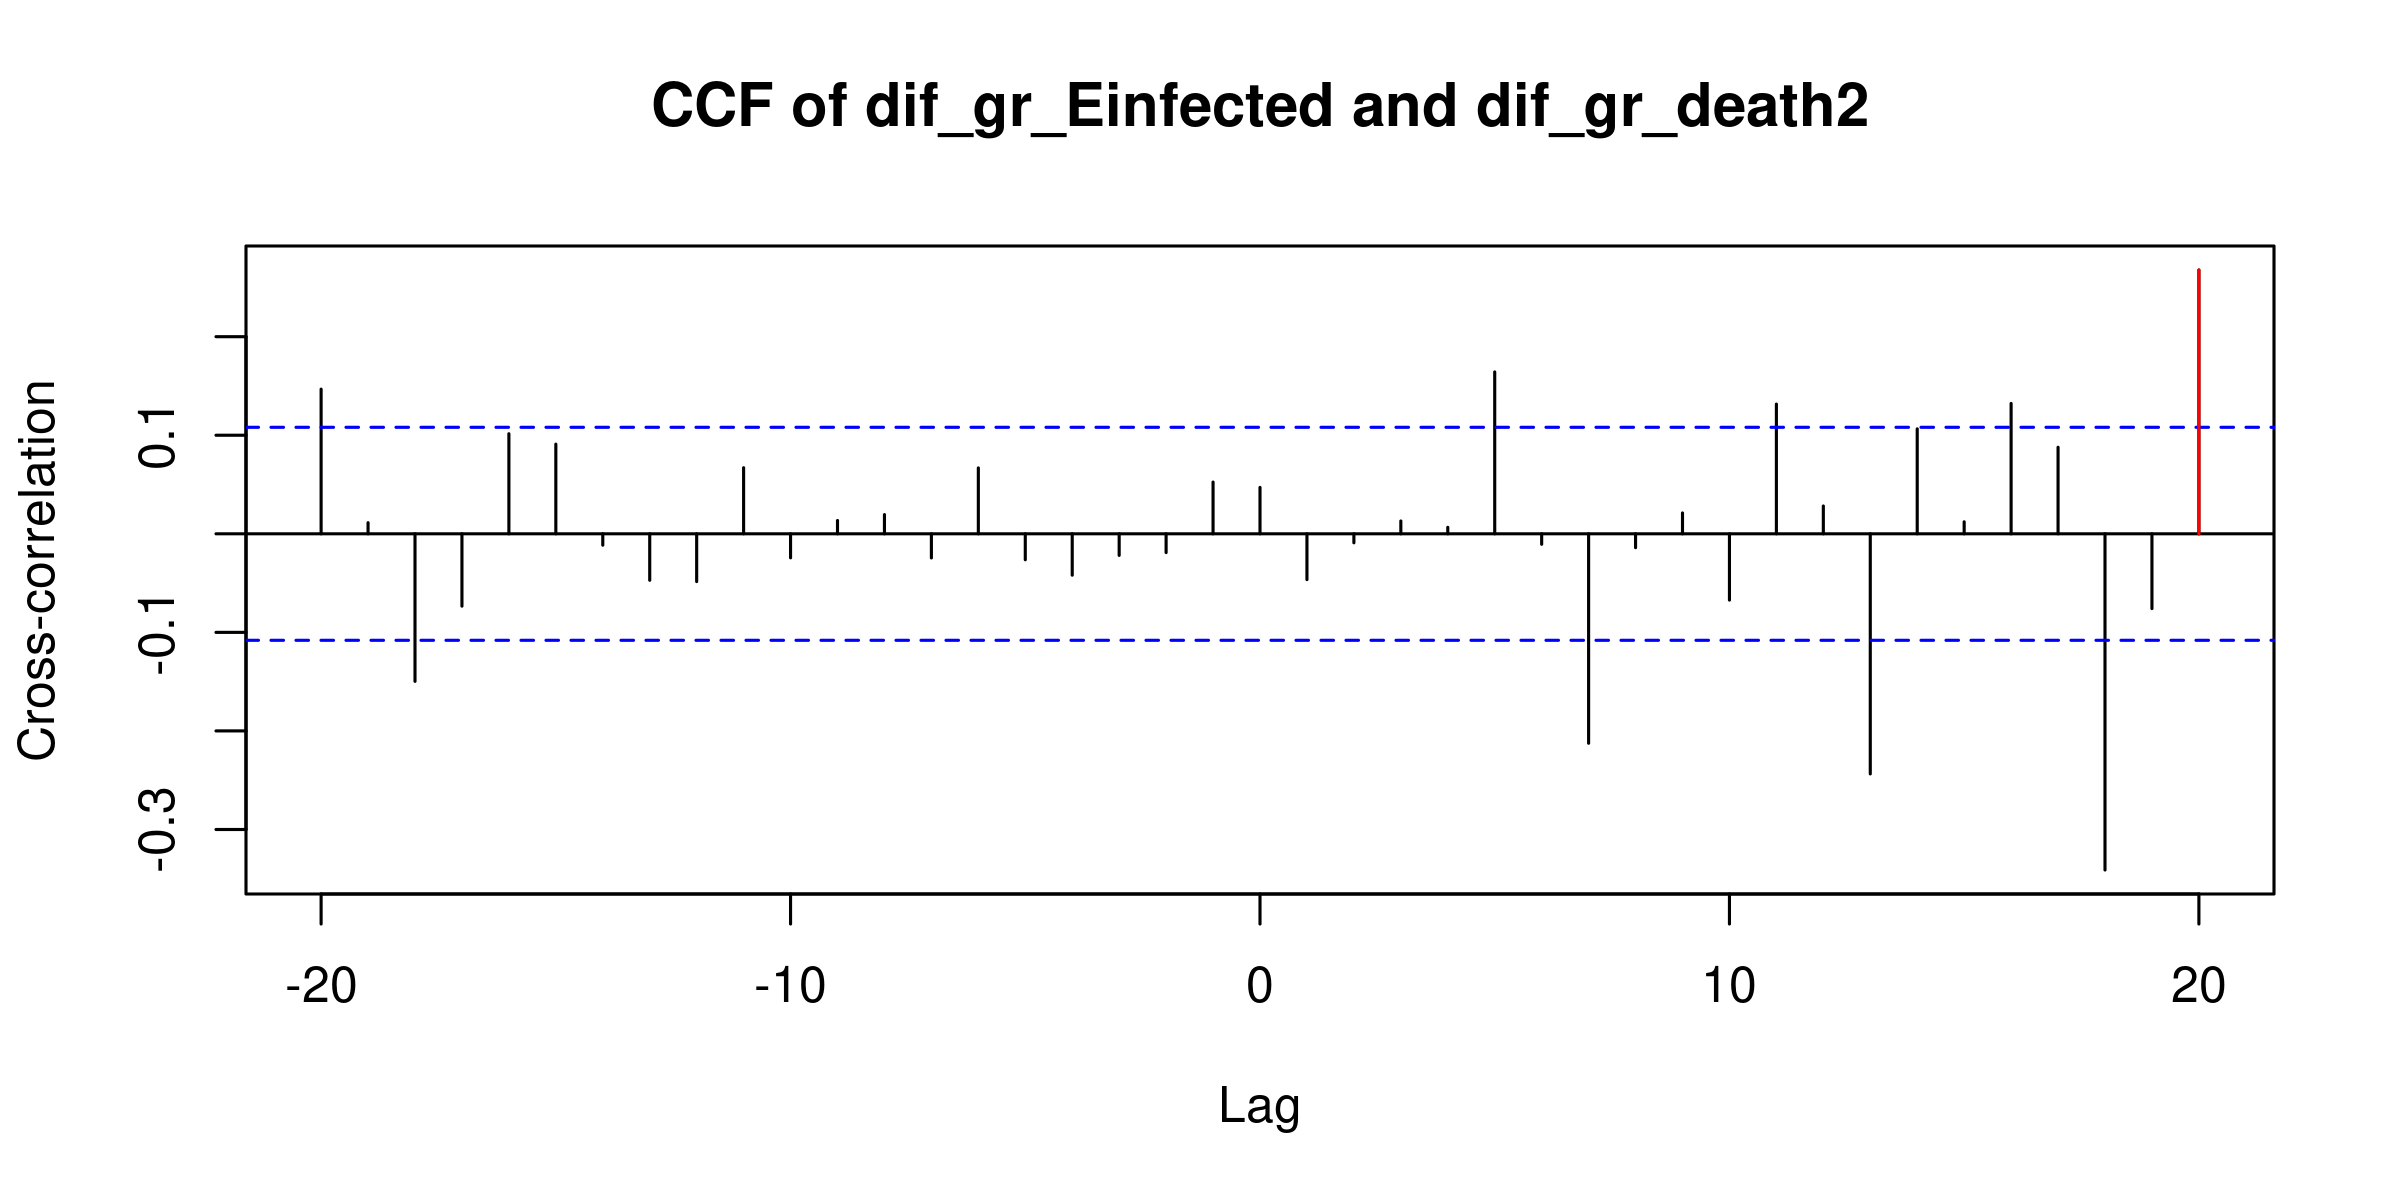 CCF of dif_gr_Einfected and dif_gr_death2
Cross-correlation
0.1
-0.1
-0.3
-20 -10 0 10 20
Lag